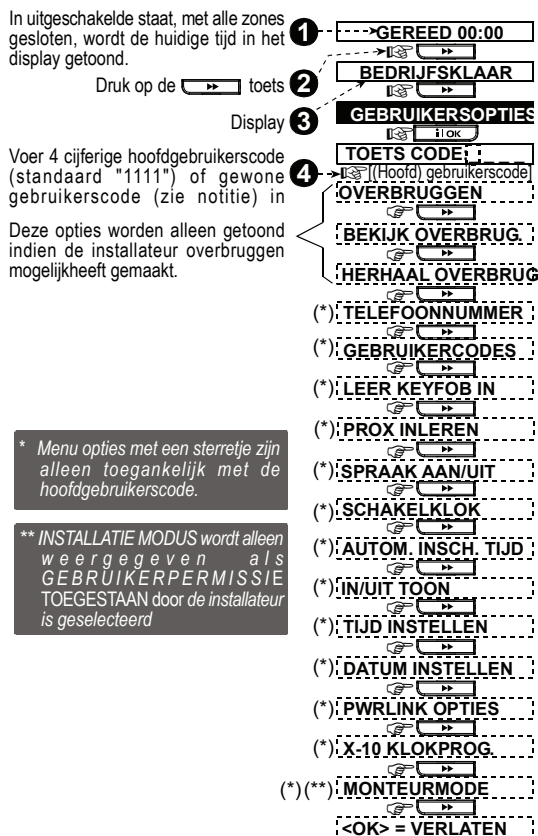 In uitgeschakelde staat, met alle zones
gesloten, wordt de huidige tijd in het
display getoond.
1
GEREED 00:00
Druk op de toets 2
BEDRIJFSKLAAR
Display 3
GEBRUIKERSOPTIES
i I OK
Voer 4 cijferige hoofdgebruikerscode
(standaard "1111") of gewone
gebruikerscode (zie notitie) in
TOETS CODE: _ _ _ _
4
[(Hoofd) gebruikerscode]
Deze opties worden alleen getoond
indien de installateur overbruggen
mogelijkheeft gemaakt.
OVERBRUGGEN
BEKIJK OVERBRUG.
HERHAAL OVERBRUG
(*) TELEFOONNUMMER
(*) GEBRUIKERCODES
(*) LEER KEYFOB IN
(*) PROX INLEREN
(*) SPRAAK AAN/UIT
(*) SCHAKELKLOK
(*) AUTOM. INSCH. TIJD
(*) IN/UIT TOON
(*) TIJD INSTELLEN
(*) DATUM INSTELLEN
(*) PWRLINK OPTIES
(*) X-10 KLOKPROG.
(*)(**) MONTEURMODE
<OK> = VERLATEN
* Menu opties met een sterretje zijn
alleen toegankelijk met de
hoofdgebruikerscode.
** INSTALLATIE MODUS wordt alleen
weergegeven als
GEBRUIKERPERMISSIE
TOEGESTAAN door de installateur
is geselecteerd